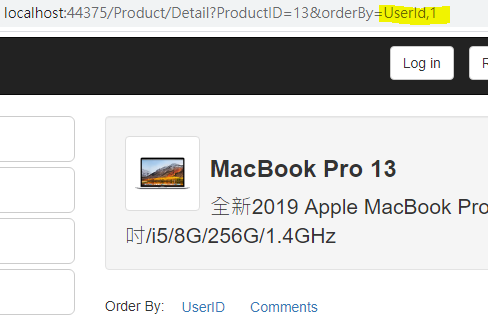 localhost:44375/Product/Detail?ProductID=13&orderBy=UserId,1
Log in
MacBook Pro 13
全新2019 Apple MacBook Pro
吋/i5/8G/256G/1.4GHz
Order By: UserID Comments